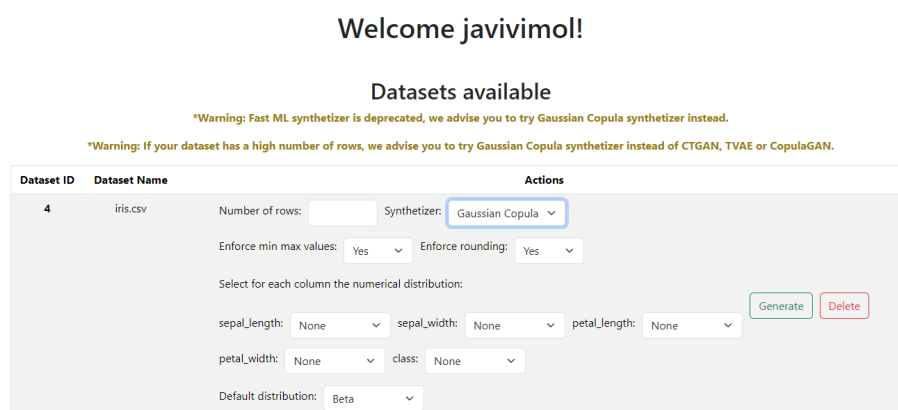 Welcome javivimol!
Datasets available
*Warning: Fast ML synthetizer is deprecated, we advise you to try Gaussian Copula synthetizer instead.
*Warning: If your dataset has a high number of rows, we advise you to try Gaussian Copula synthetizer instead of CTGAN, TVAE or CopulaGAN.
Dataset ID Dataset Name Actions
4 iris.csv Number of rows: Synthetizer: Gaussian Copula
Enforce min max values: Yes Enforce rounding: Yes
Select for each column the numerical distribution:
Generate Delete
sepal_length: None sepal_width: None petal_length: None
petal_width: None class: None
Default distribution: Beta